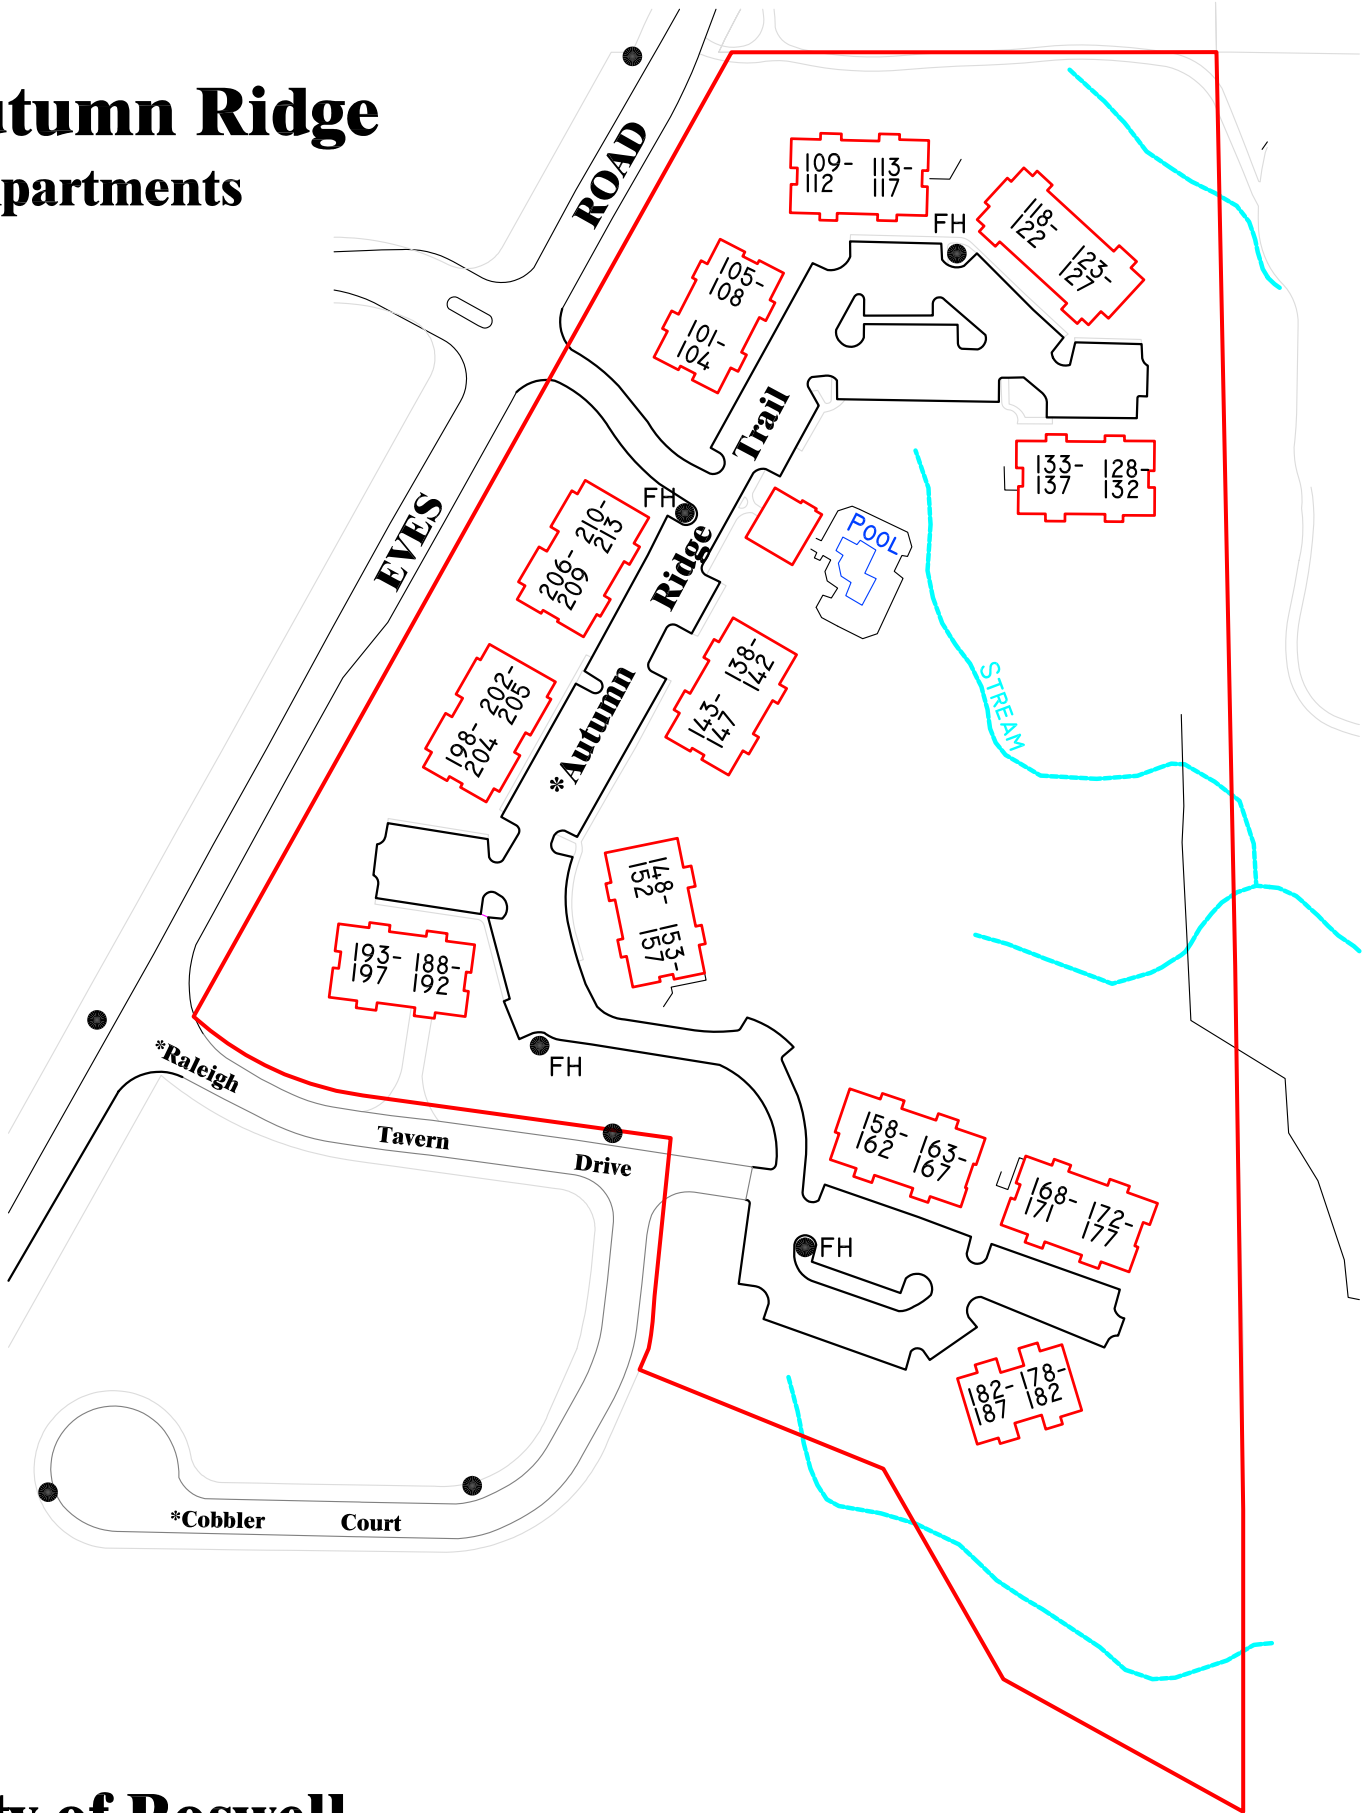 utumn Ridge
partments
ROAD
109-
112
113-
117
118-
122
123-
127
FH
105-
108
101-
104
Trail
133-
137
128-
132
FH
210-
213
206-
209
EVES
Ridge
POOL
STREAM
138-
142
143-
147
202-
205
198-
204
*Autumn
148-
152
153-
157
193-
197
188-
192
FH
*Raleigh
Tavern
Drive
158-
162
163-
167
168-
171
172-
177
FH
182-
187
178-
182
*Cobbler
Court
ty of Roswell